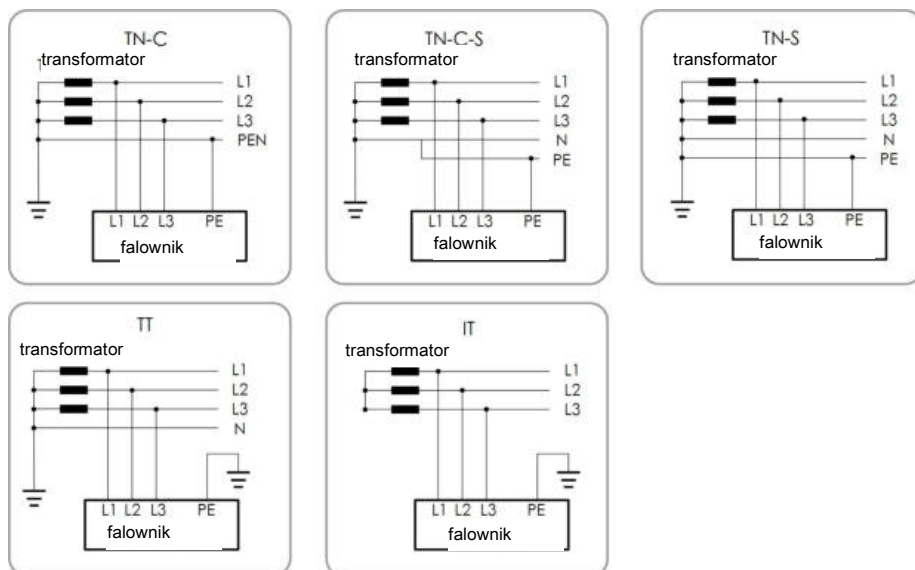 TN-C
transformator
L1
L2
L3
PEN
L1 L2 L3 PE
falownik
TN-C-S
transformator
L1
L2
L3
N
PE
L1 L2 L3 PE
falownik
TN-S
transformator
L1
L2
L3
N
PE
L1 L2 L3 PE
falownik
TT
transformator
L1
L2
L3
N
L1 L2 L3 PE
falownik
IT
transformator
L1
L2
L3
L1 L2 L3 PE
falownik